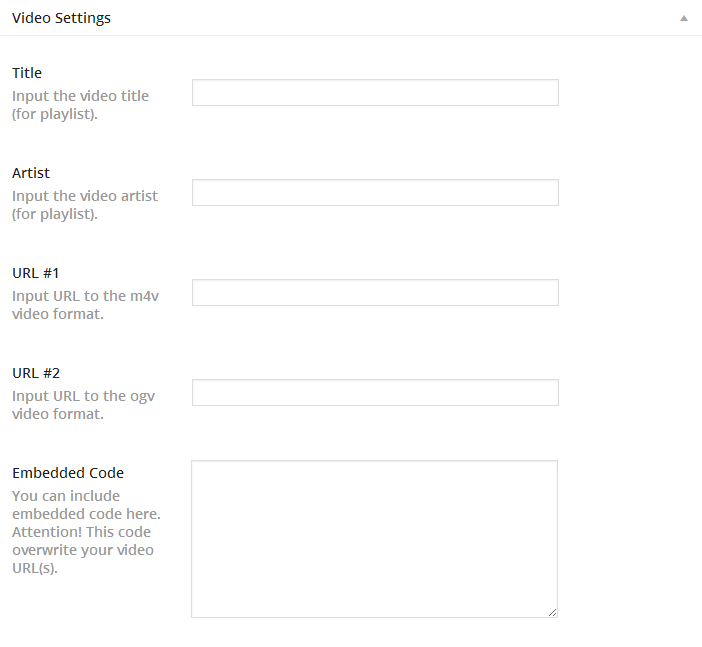 Video Settings
Title
Input the video title
(for playlist).
Artist
Input the video artist
(for playlist).
URL #1
Input URL to the m4v
video format.
URL #2
Input URL to the ogv
video format.
Embedded Code
You can include
embedded code here.
Attention! This code
overwrite your video
URL(s).